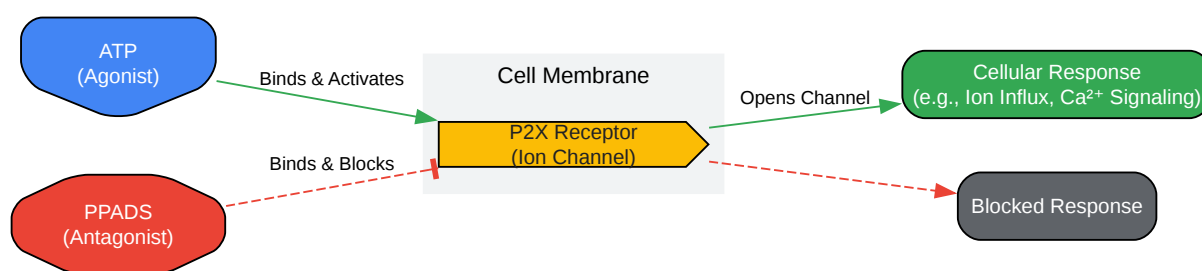 ATP
(Agonist)
Binds & Activates
Cell Membrane
P2X Receptor
(Ion Channel)
Opens Channel
Cellular Response
(e.g., Ion Influx, Ca²⁺ Signaling)
Binds & Blocks
PPADS
(Antagonist)
Blocked Response